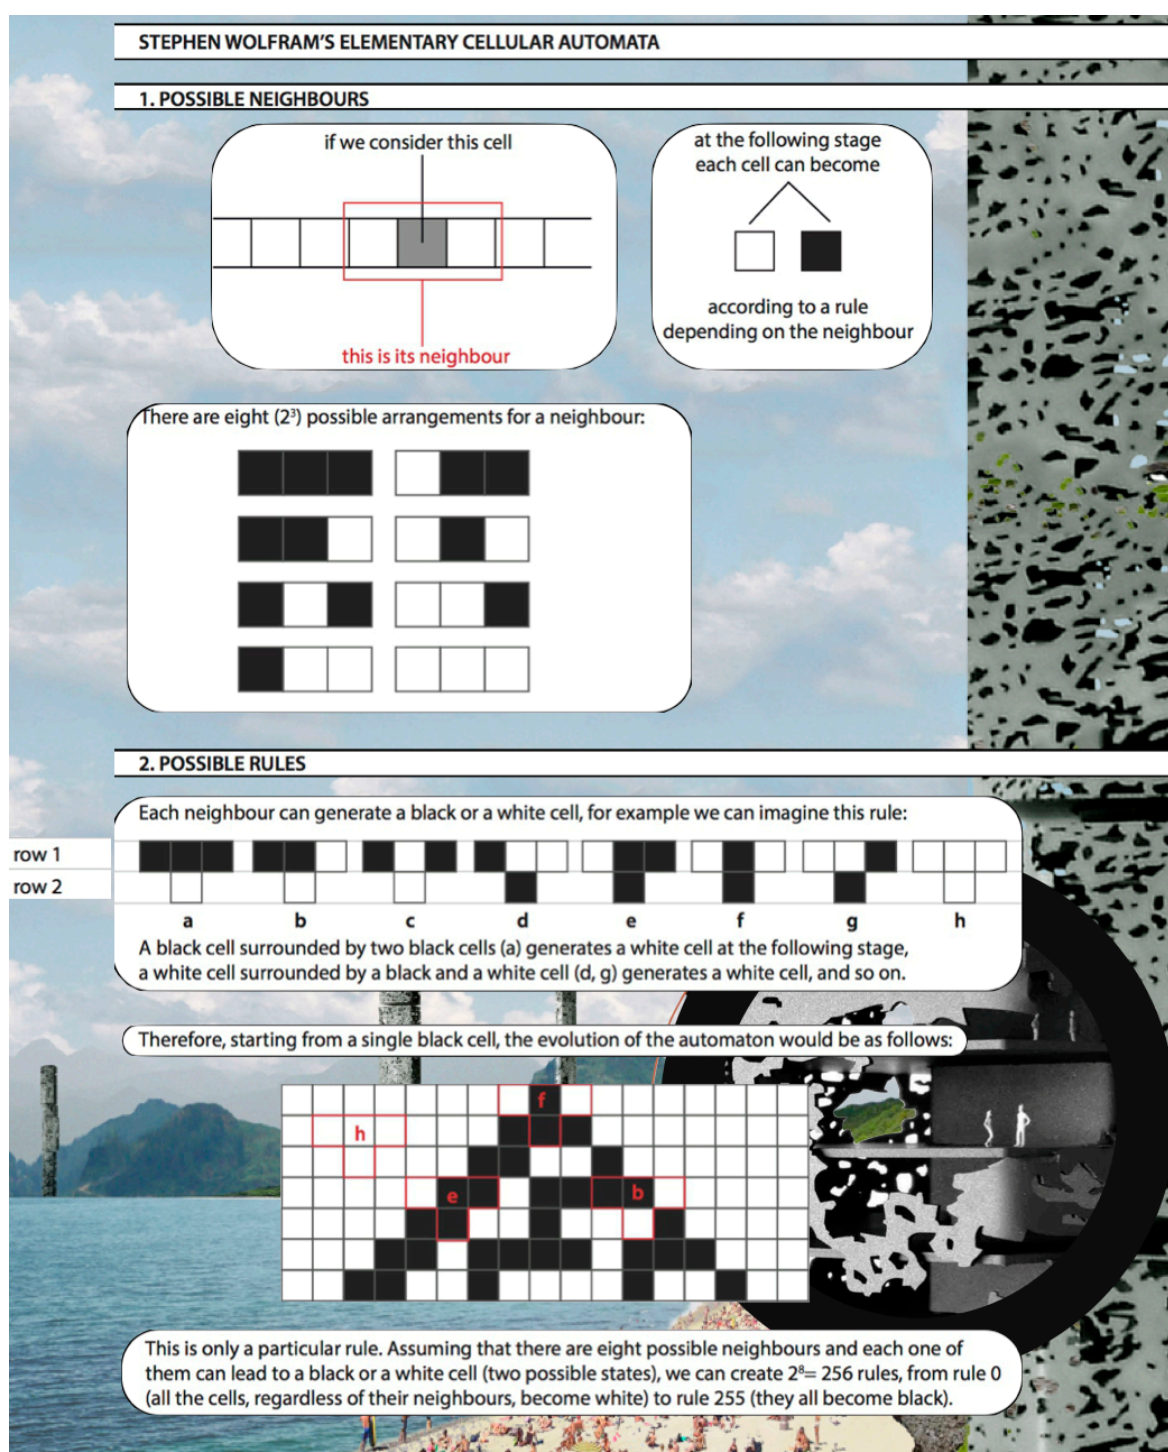 STEPHEN WOLFRAM'S ELEMENTARY CELLULAR AUTOMATA
1. POSSIBLE NEIGHBOURS
if we consider this cell
this is its neighbour
at the following stage
each cell can become
according to a rule
depending on the neighbour
There are eight (2³) possible arrangements for a neighbour:
2. POSSIBLE RULES
Each neighbour can generate a black or a white cell, for example we can imagine this rule:
row 1
row 2
a b c d e f g h
A black cell surrounded by two black cells (a) generates a white cell at the following stage,
a white cell surrounded by a black and a white cell (d, g) generates a white cell, and so on.
Therefore, starting from a single black cell, the evolution of the automaton would be as follows:
f
h
e b
This is only a particular rule. Assuming that there are eight possible neighbours and each one of
them can lead to a black or a white cell (two possible states), we can create 2⁸= 256 rules, from rule 0
(all the cells, regardless of their neighbours, become white) to rule 255 (they all become black).